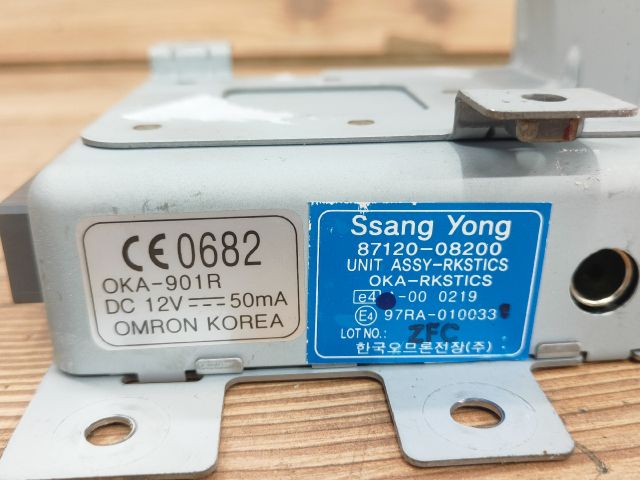 CE 0682
OKA-901R
DC 12V 50mA
OMRON KOREA
Ssang Yong
87120-08200
UNIT ASSY-RKSTICS
OKA-RKSTICS
e4 -00 0219
E4 97RA-010033
LOT NO.: ZFC
한국오므론전장(주)